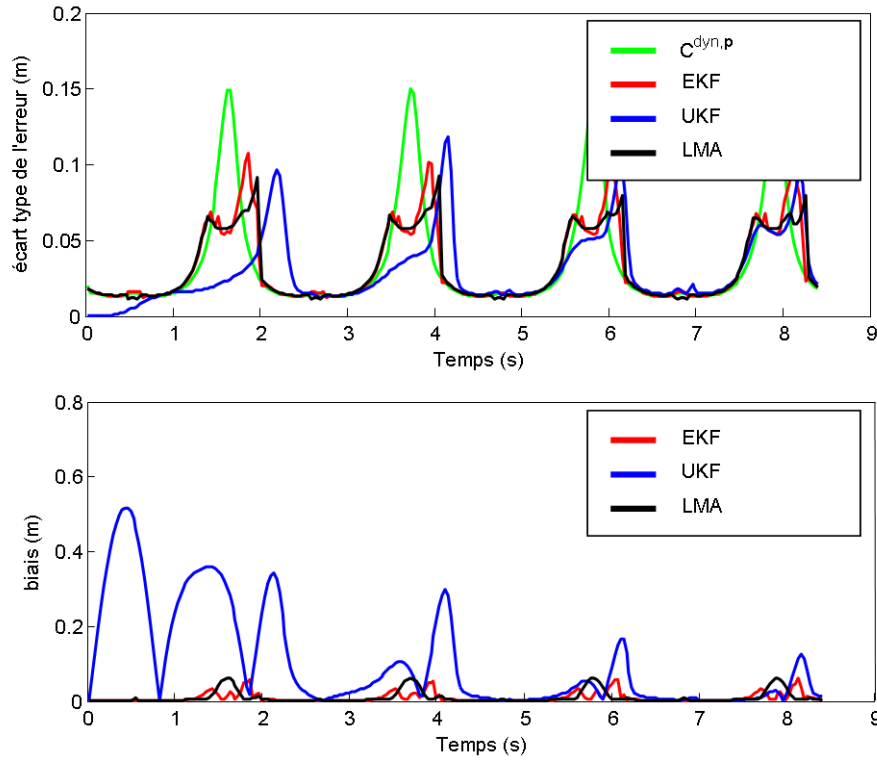 0.2
0.15
0.1
0.05
0
écart type de l'erreur (m)
C^dyn,p
EKF
UKF
LMA
0 1 2 3 4 5 6 7 8 9
Temps (s)
0.8
0.6
0.4
0.2
0
biais (m)
EKF
UKF
LMA
0 1 2 3 4 5 6 7 8 9
Temps (s)